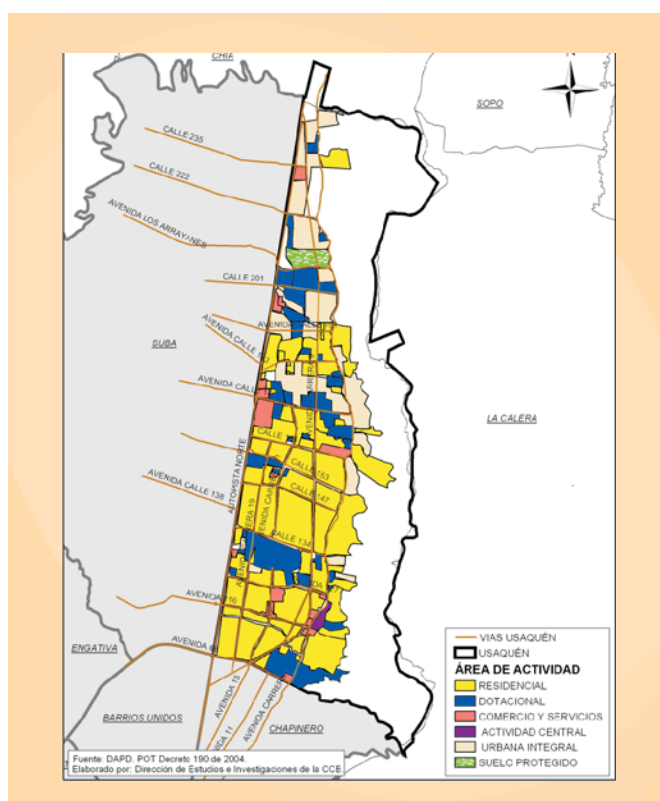 CHIA
SOPO
CALLE 235
CALLE 222
AVENIDA LOS ARRAYANES
CALLE 201
SUBA
AVENIDA CALLE
LA CALERA
AVENIDA
CALLE
AUTOPISTA NORTE
CALLE 153
CALLE 147
AVENIDA CALLE 138
CALLE 134
AVENIDA
ENGATIVA
AVENIDA
BARRIOS UNIDOS
AVENIDA 15
AVENIDA CARRER
CHAPINERO
VIAS USAQUÉN
USAQUÉN
ÁREA DE ACTIVIDAD
RESIDENCIAL
DOTACIONAL
COMERCIO Y SERVICIOS
ACTIVIDAD CENTRAL
URBANA INTEGRAL
SUELO PROTEGIDO
Fuente: DAPD. POT Decreto 190 de 2004.
Elaborado por: Dirección de Estudios e Investigaciones de la CCB.